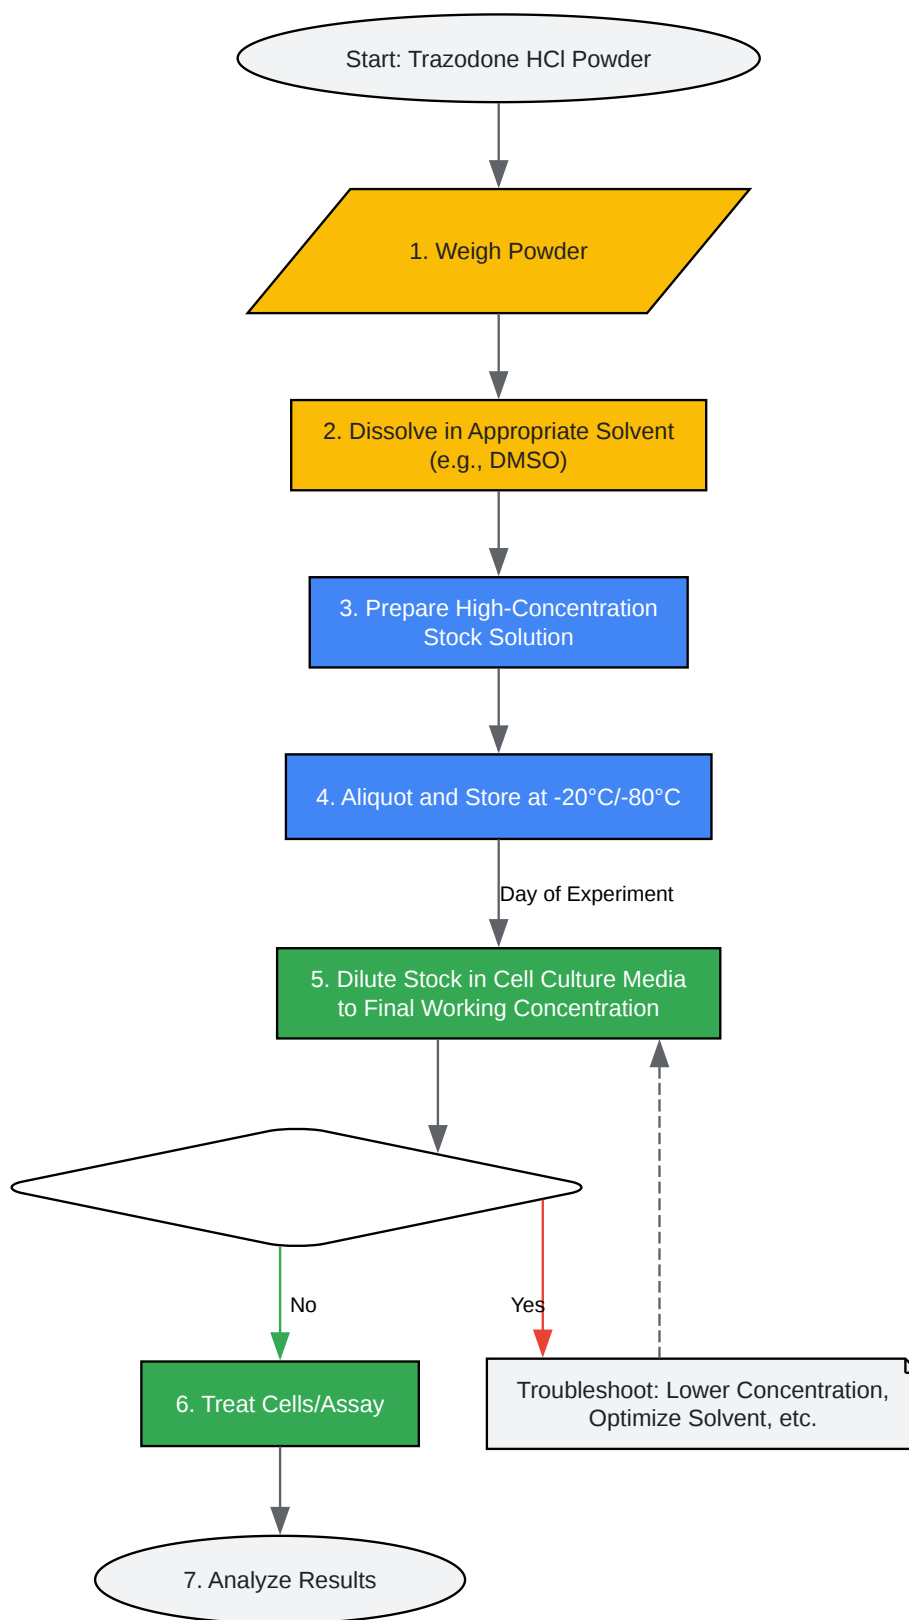 Start: Trazodone HCl Powder
1. Weigh Powder
2. Dissolve in Appropriate Solvent
(e.g., DMSO)
3. Prepare High-Concentration
Stock Solution
4. Aliquot and Store at -20°C/-80°C
Day of Experiment
5. Dilute Stock in Cell Culture Media
to Final Working Concentration
No
Yes
6. Treat Cells/Assay
Troubleshoot: Lower Concentration,
Optimize Solvent, etc.
7. Analyze Results